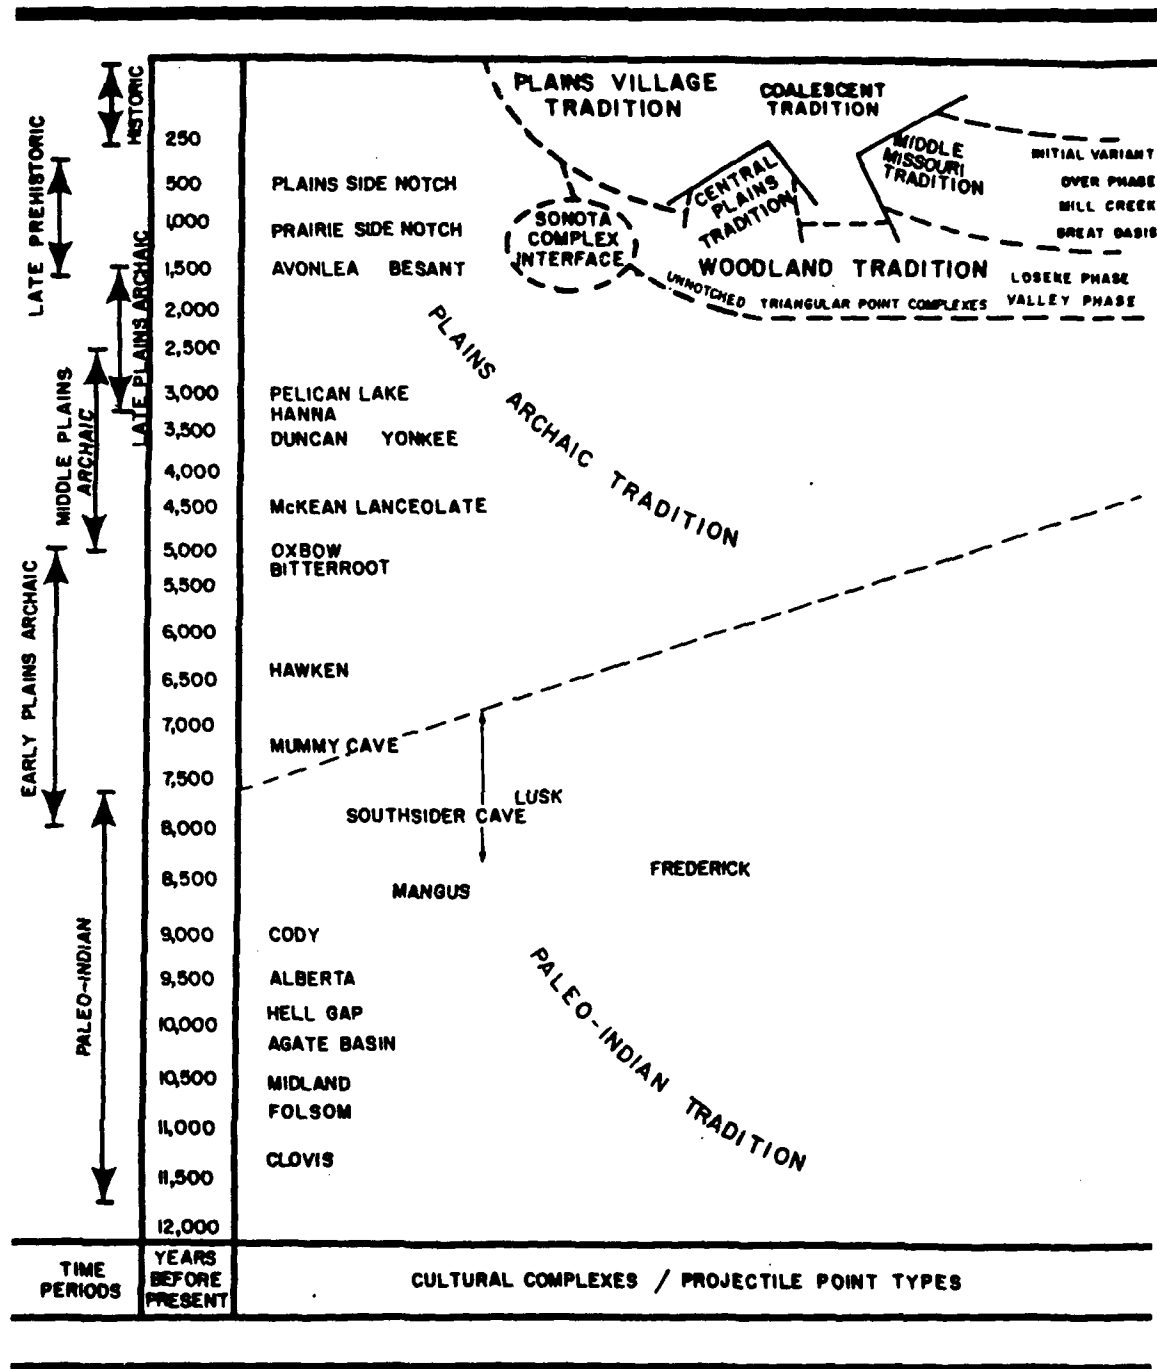 HISTORIC
LATE PREHISTORIC
LATE PLAINS ARCHAIC
MIDDLE PLAINS
ARCHAIC
EARLY PLAINS ARCHAIC
PALEO-INDIAN
250
500
1,000
1,500
2,000
2,500
3,000
3,500
4,000
4,500
5,000
5,500
6,000
6,500
7,000
7,500
8,000
8,500
9,000
9,500
10,000
10,500
11,000
11,500
12,000
PLAINS VILLAGE
TRADITION
COALESCENT
TRADITION
MIDDLE
MISSOURI
TRADITION
INITIAL VARIANT
OVER PHASE
MILL CREEK
GREAT OASIS
CENTRAL
PLAINS
TRADITION
SONOTA
COMPLEX
INTERFACE
WOODLAND TRADITION
LOSEKE PHASE
UNNOTCHED TRIANGULAR POINT COMPLEXES
VALLEY PHASE
PLAINS SIDE NOTCH
PRAIRIE SIDE NOTCH
AVONLEA BESANT
PLAINS ARCHAIC TRADITION
PELICAN LAKE
HANNA
DUNCAN YONKEE
McKEAN LANCEOLATE
OXBOW
BITTERROOT
HAWKEN
MUMMY CAVE
LUSK
SOUTHSIDER CAVE
FREDERICK
MANGUS
CODY
ALBERTA
HELL GAP
AGATE BASIN
MIDLAND
FOLSOM
CLOVIS
PALEO-INDIAN TRADITION
TIME
PERIODS
YEARS
BEFORE
PRESENT
CULTURAL COMPLEXES / PROJECTILE POINT TYPES